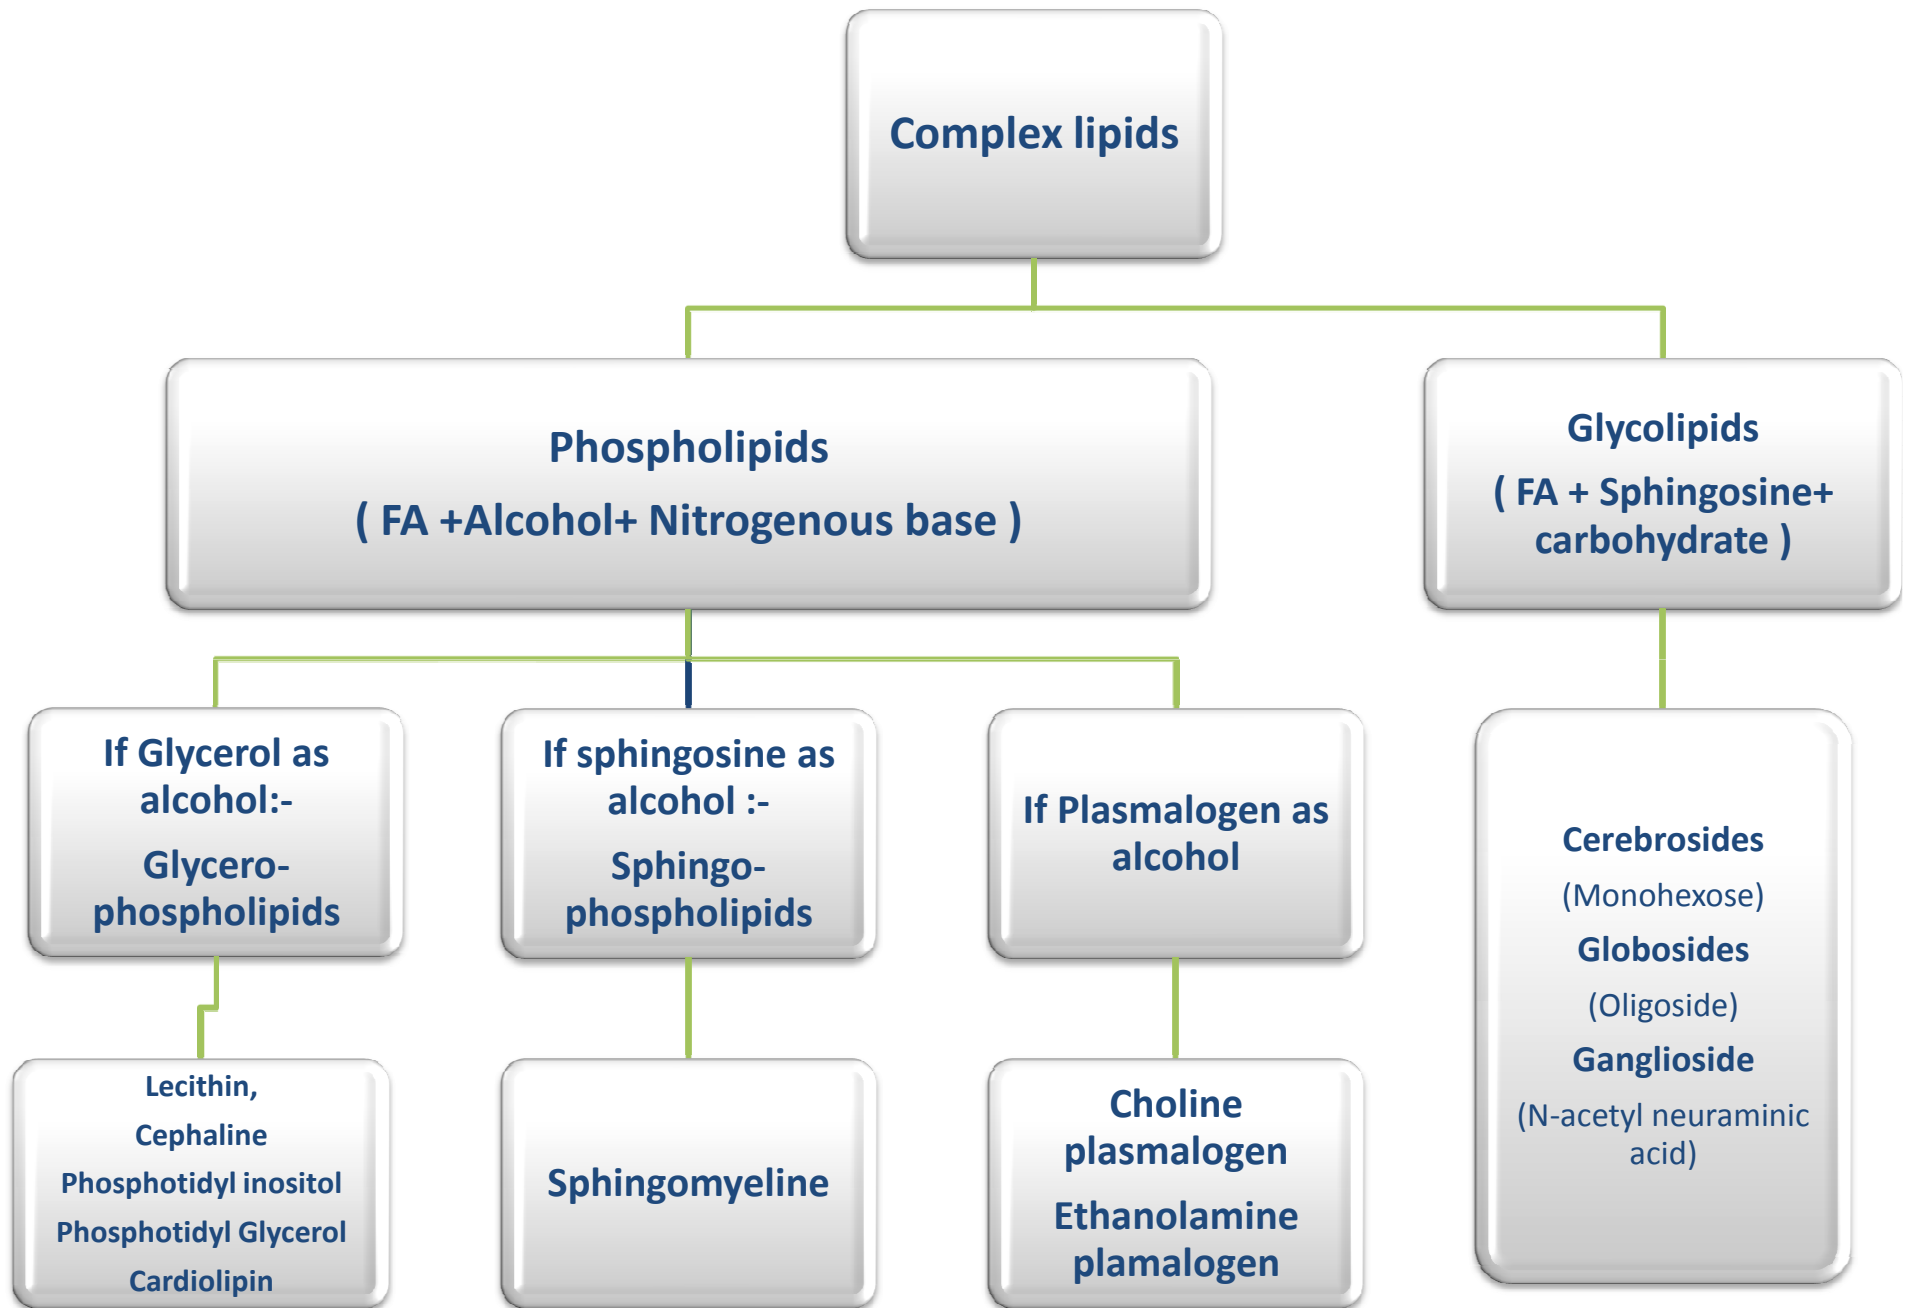 Complex lipids
Phospholipids
( FA +Alcohol+ Nitrogenous base )
Glycolipids
( FA + Sphingosine+
carbohydrate )
If Glycerol as
alcohol:-
Glycero-
phospholipids
If sphingosine as
alcohol :-
Sphingo-
phospholipids
If Plasmalogen as
alcohol
Cerebrosides
(Monohexose)
Globosides
(Oligoside)
Ganglioside
(N-acetyl neuraminic
acid)
Lecithin,
Cephaline
Phosphotidyl inositol
Phosphotidyl Glycerol
Cardiolipin
Sphingomyeline
Choline
plasmalogen
Ethanolamine
plamalogen